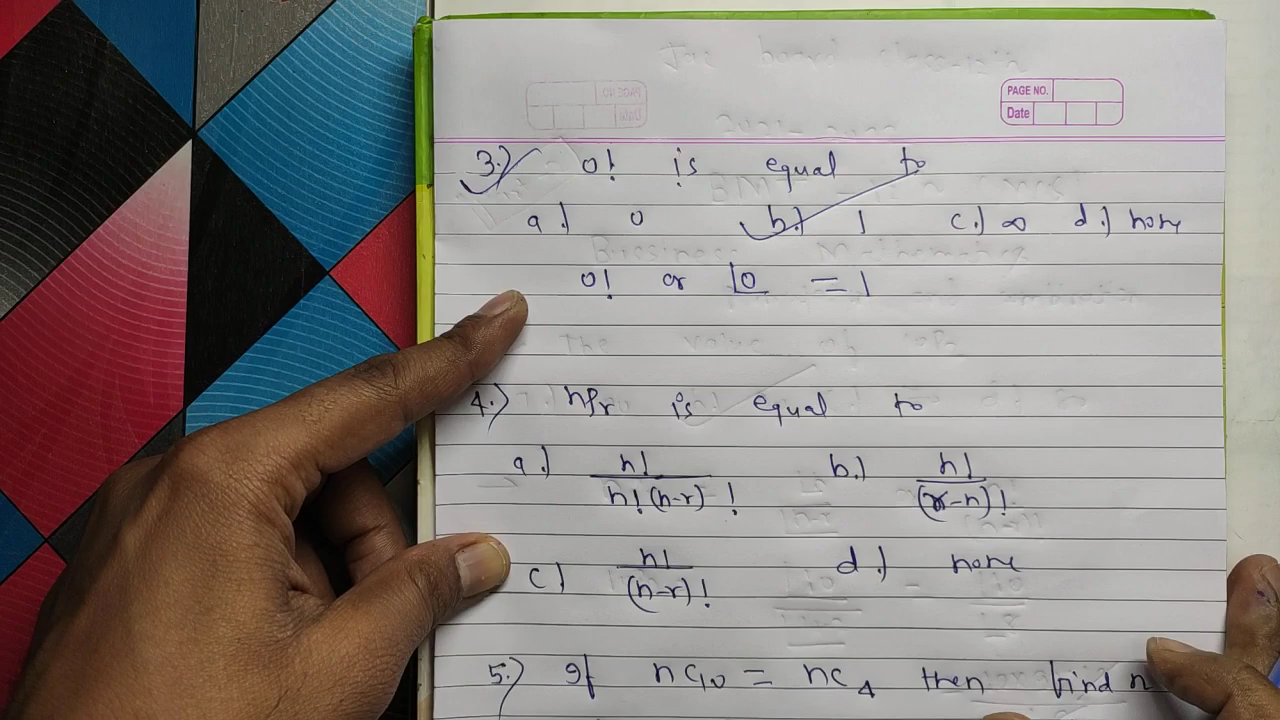 PAGE NO.
Date
3.) 0! is equal to
a.) 0 b.) 1 c.) ∞ d.) none
0! or |0 = 1
4.) nPr is equal to
a.) n!/n!(n-r)! b.) n!/(r-n)!
c.) n!/(n-r)! d.) none
5.) If nC10 = nC4 then find n